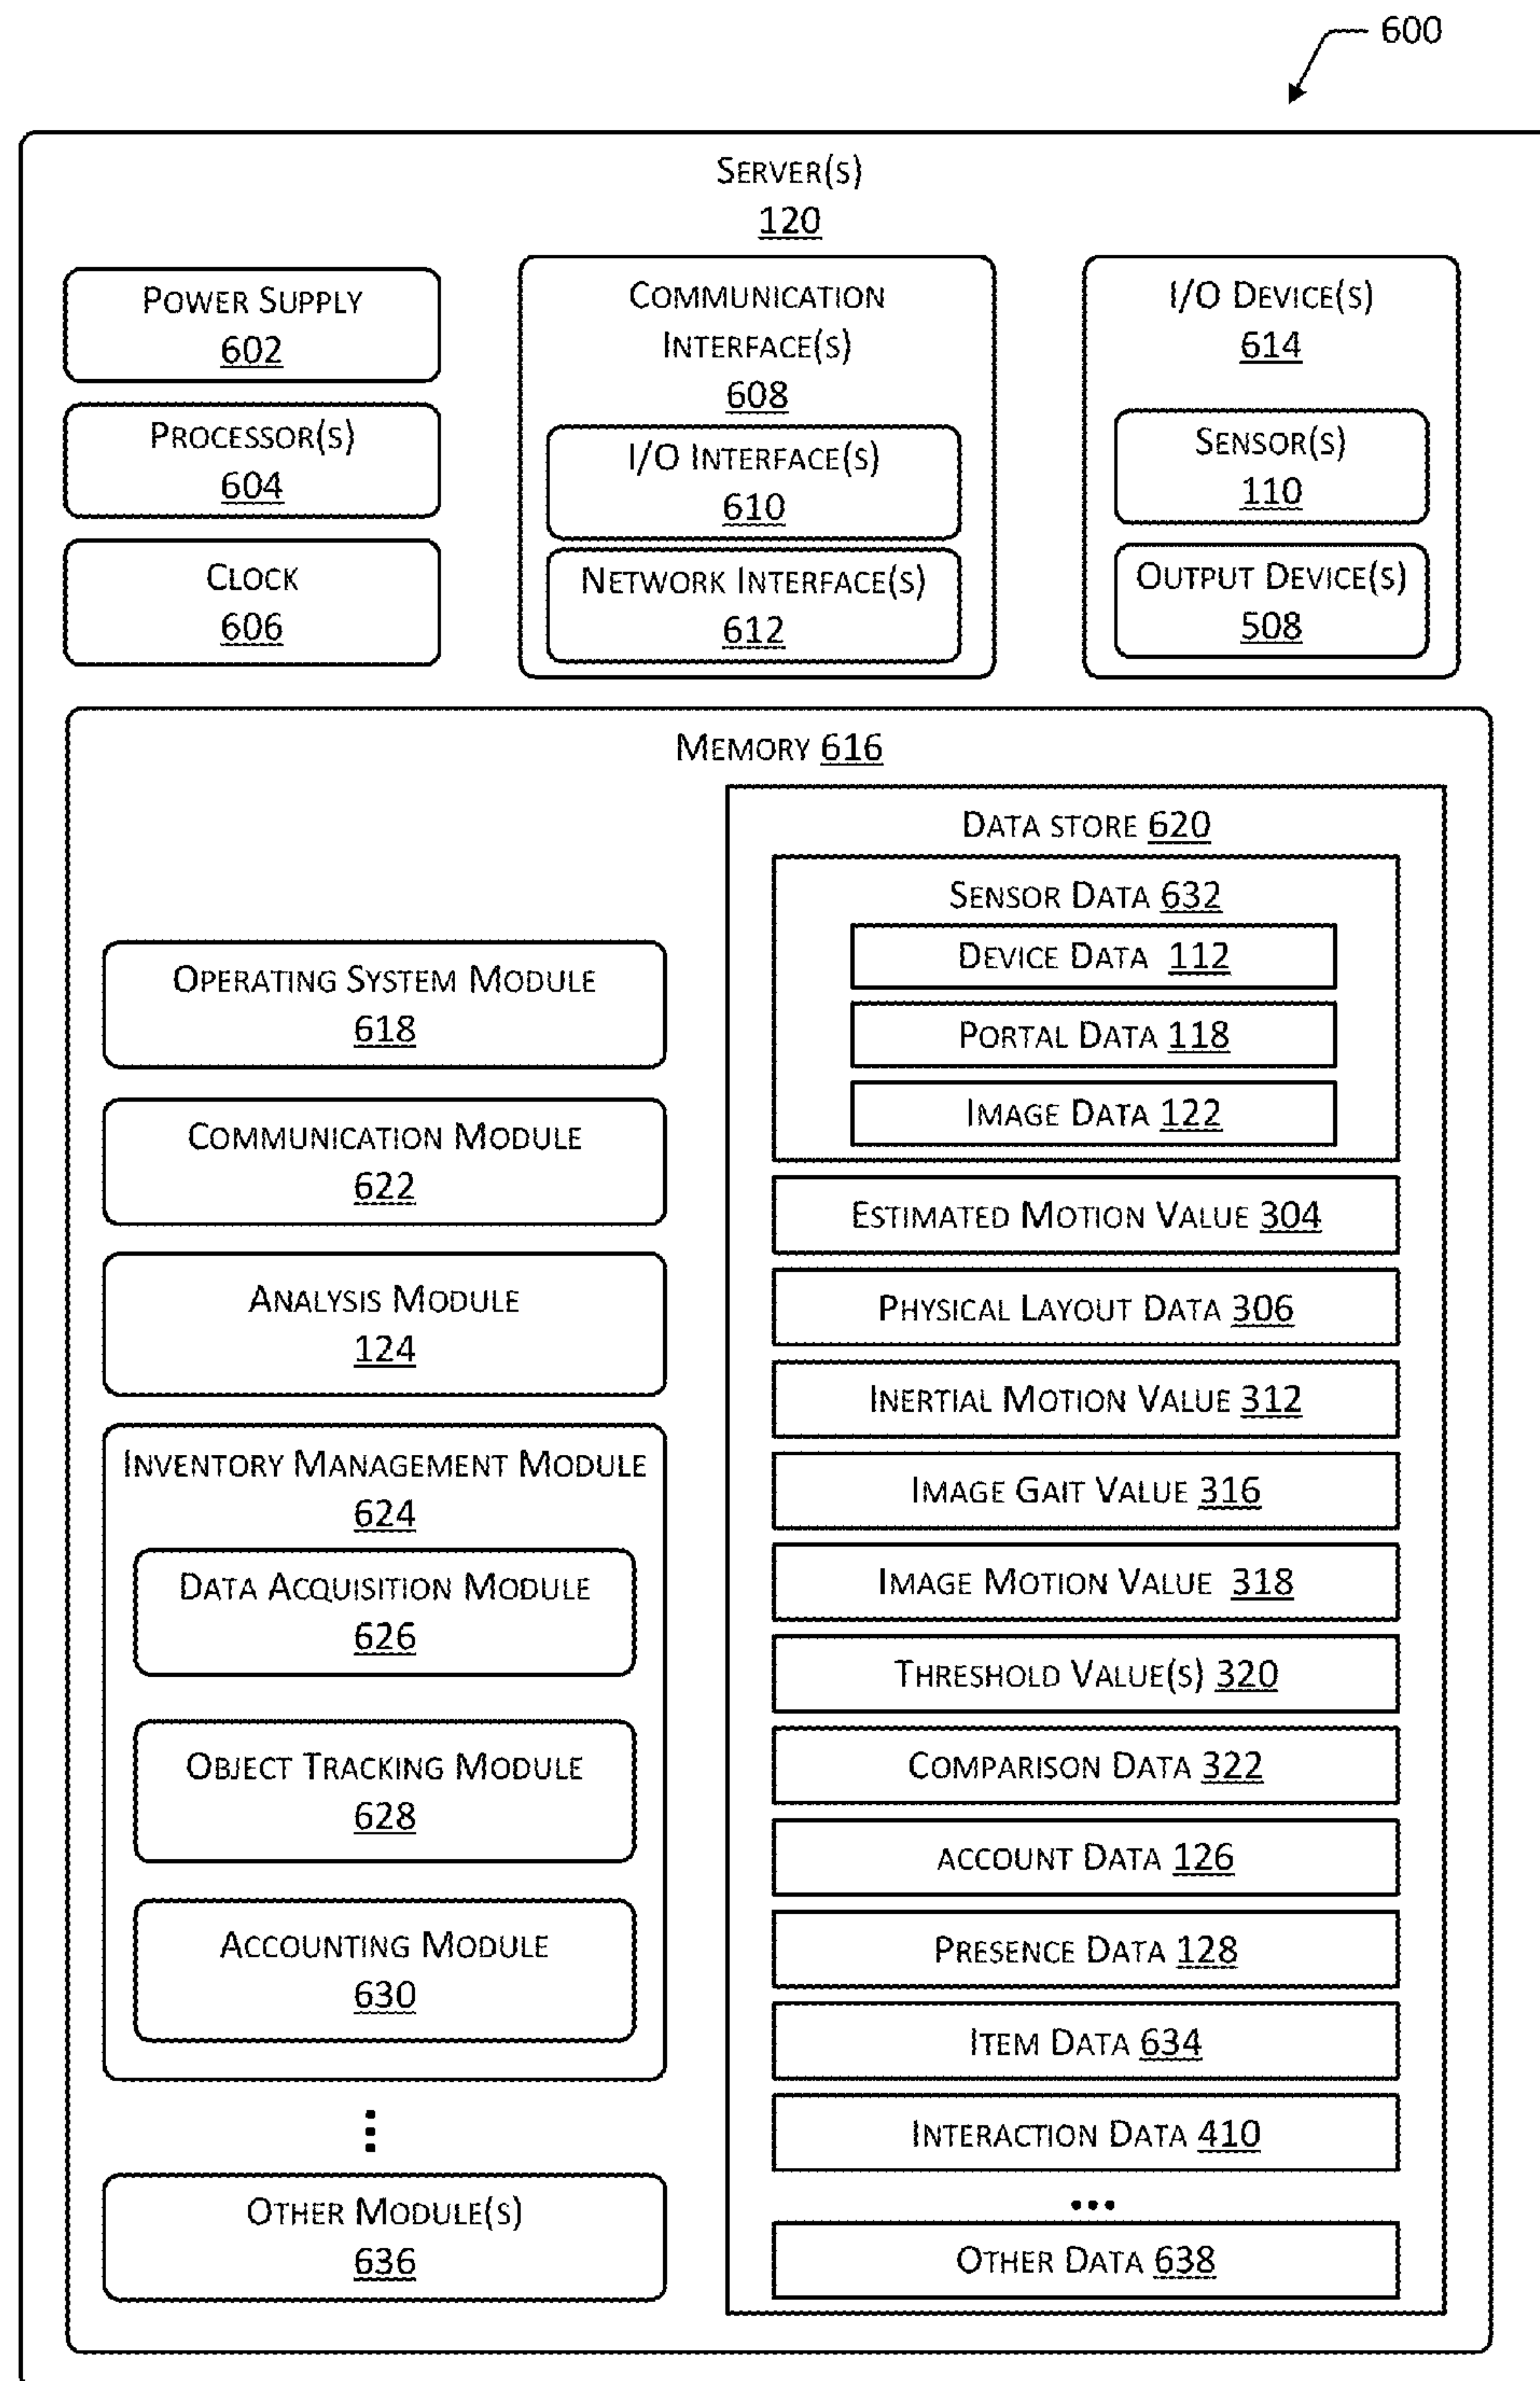 600
SERVER(S)
120
POWER SUPPLY
602
PROCESSOR(S)
604
CLOCK
606
COMMUNICATION
INTERFACE(S)
608
I/O INTERFACE(S)
610
NETWORK INTERFACE(S)
612
I/O DEVICE(S)
614
SENSOR(S)
110
OUTPUT DEVICE(S)
508
MEMORY 616
OPERATING SYSTEM MODULE
618
COMMUNICATION MODULE
622
ANALYSIS MODULE
124
INVENTORY MANAGEMENT MODULE
624
DATA ACQUISITION MODULE
626
OBJECT TRACKING MODULE
628
ACCOUNTING MODULE
630
⋮
OTHER MODULE(S)
636
DATA STORE 620
SENSOR DATA 632
DEVICE DATA 112
PORTAL DATA 118
IMAGE DATA 122
ESTIMATED MOTION VALUE 304
PHYSICAL LAYOUT DATA 306
INERTIAL MOTION VALUE 312
IMAGE GAIT VALUE 316
IMAGE MOTION VALUE 318
THRESHOLD VALUE(S) 320
COMPARISON DATA 322
ACCOUNT DATA 126
PRESENCE DATA 128
ITEM DATA 634
INTERACTION DATA 410
...
OTHER DATA 638